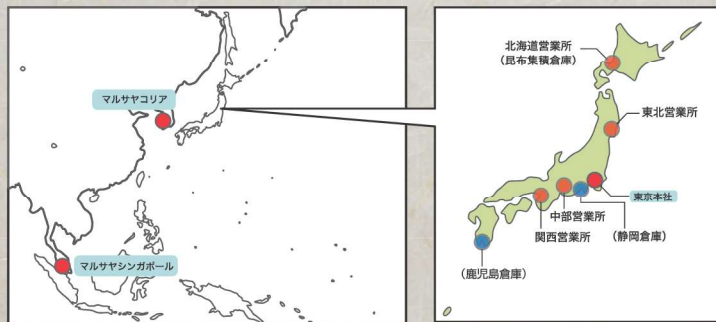 マルサヤコリア
マルサヤシンガポール
北海道営業所
(昆布集積倉庫)
東北営業所
東京本社
中部営業所
(静岡倉庫)
関西営業所
(鹿児島倉庫)